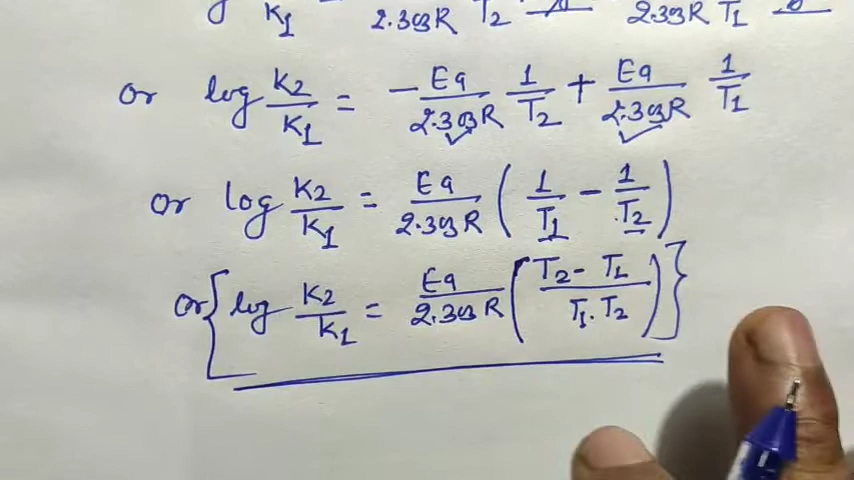 K1 2.303R T2 2.303R T1
or log K2/K1 = - Ea/2.303R 1/T2 + Ea/2.303R 1/T1
or log K2/K1 = Ea/2.303R ( 1/T1 - 1/T2 )
or { log K2/K1 = Ea/2.303R ( T2 - T1 / T1 . T2 ) }